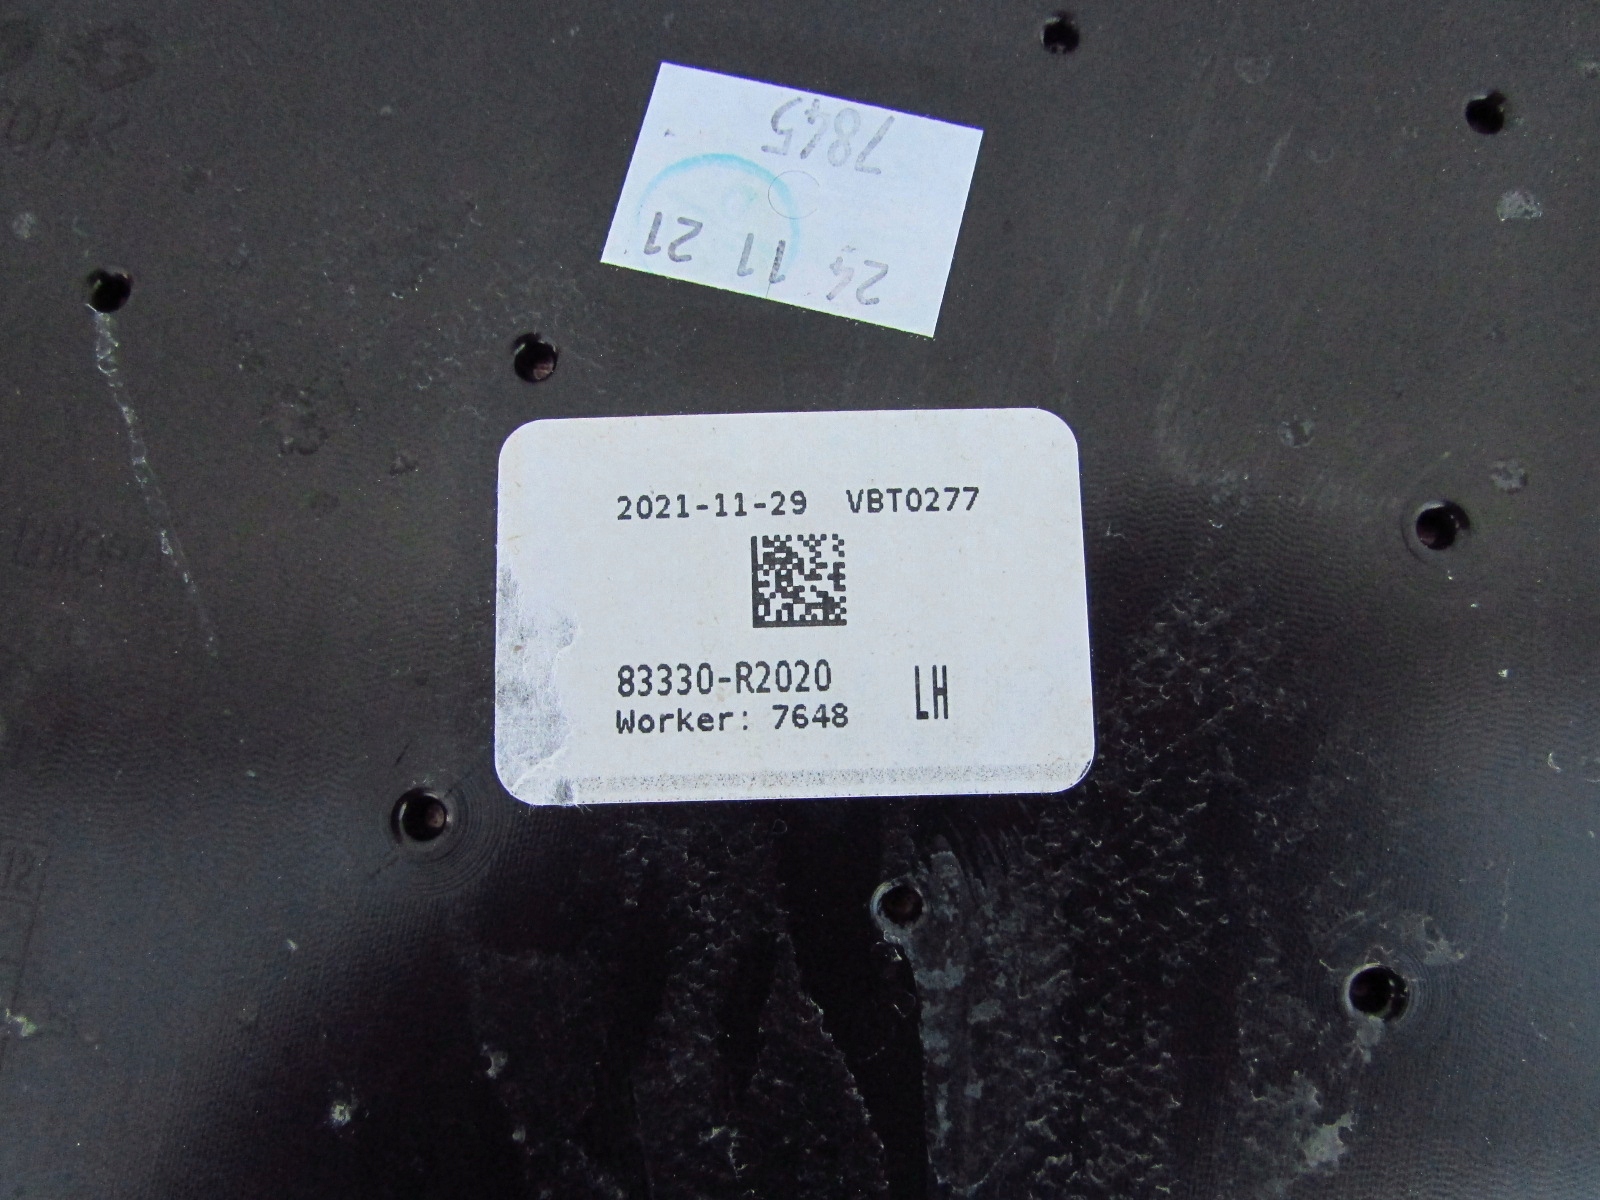 7845
24 11 21
2021-11-29 VBT0277
83330-R2020 LH
Worker: 7648